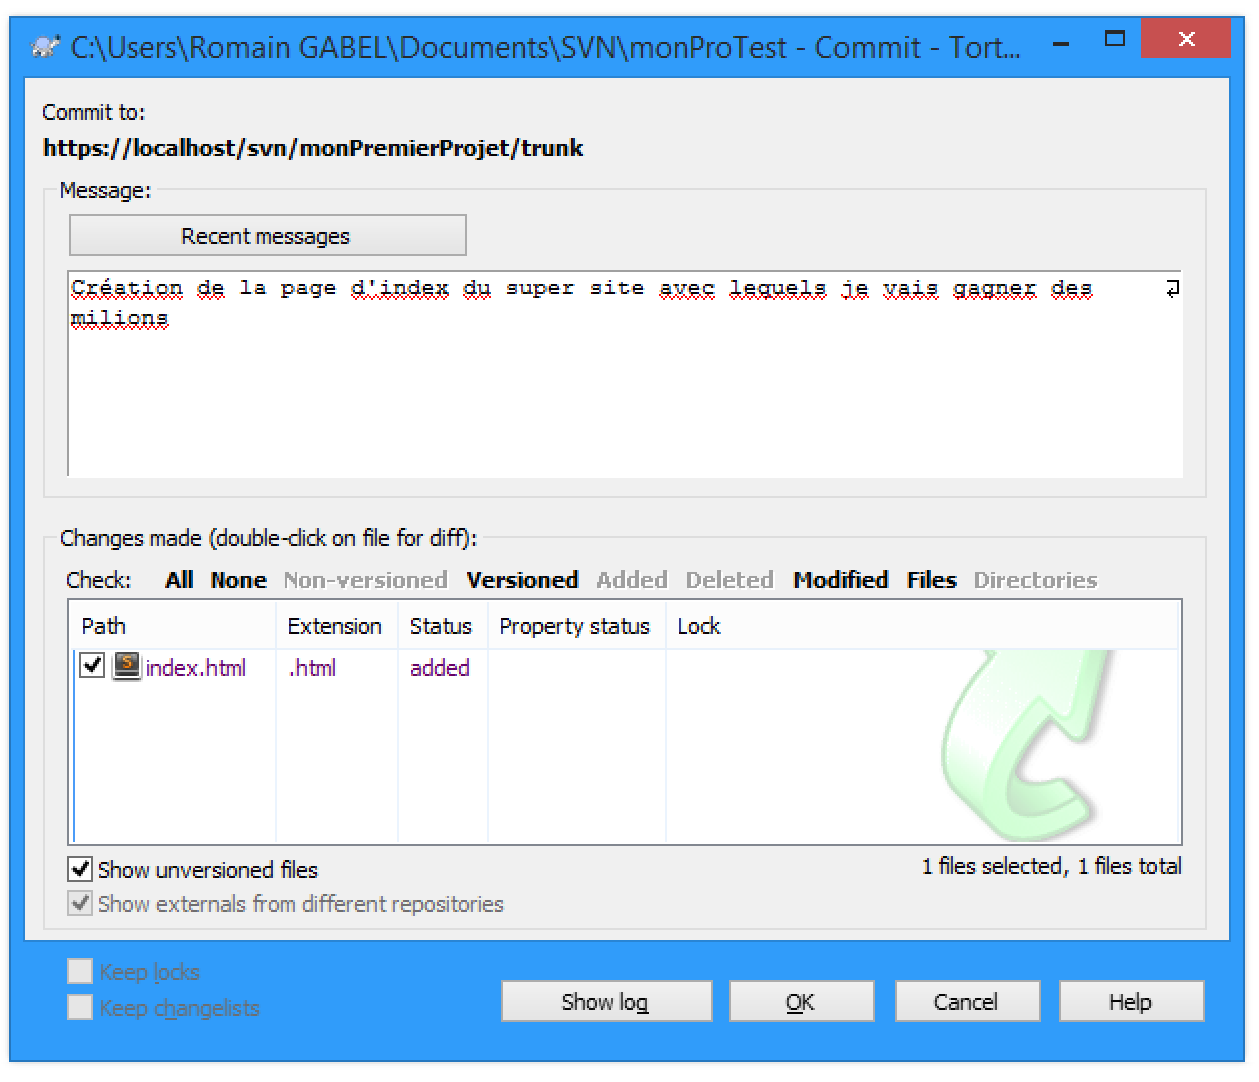 C:\Users\Romain GABEL\Documents\SVN\monProTest - Commit - Tort...
Commit to:
https://localhost/svn/monPremierProjet/trunk
Message:
Recent messages
Création de la page d'index du super site avec lequels je vais gagner des
milions
Changes made (double-click on file for diff):
Check: All None Non-versioned Versioned Added Deleted Modified Files Directories
Path Extension Status Property status Lock
index.html .html added
Show unversioned files 1 files selected, 1 files total
Show externals from different repositories
Keep locks
Keep changelists
Show log OK Cancel Help